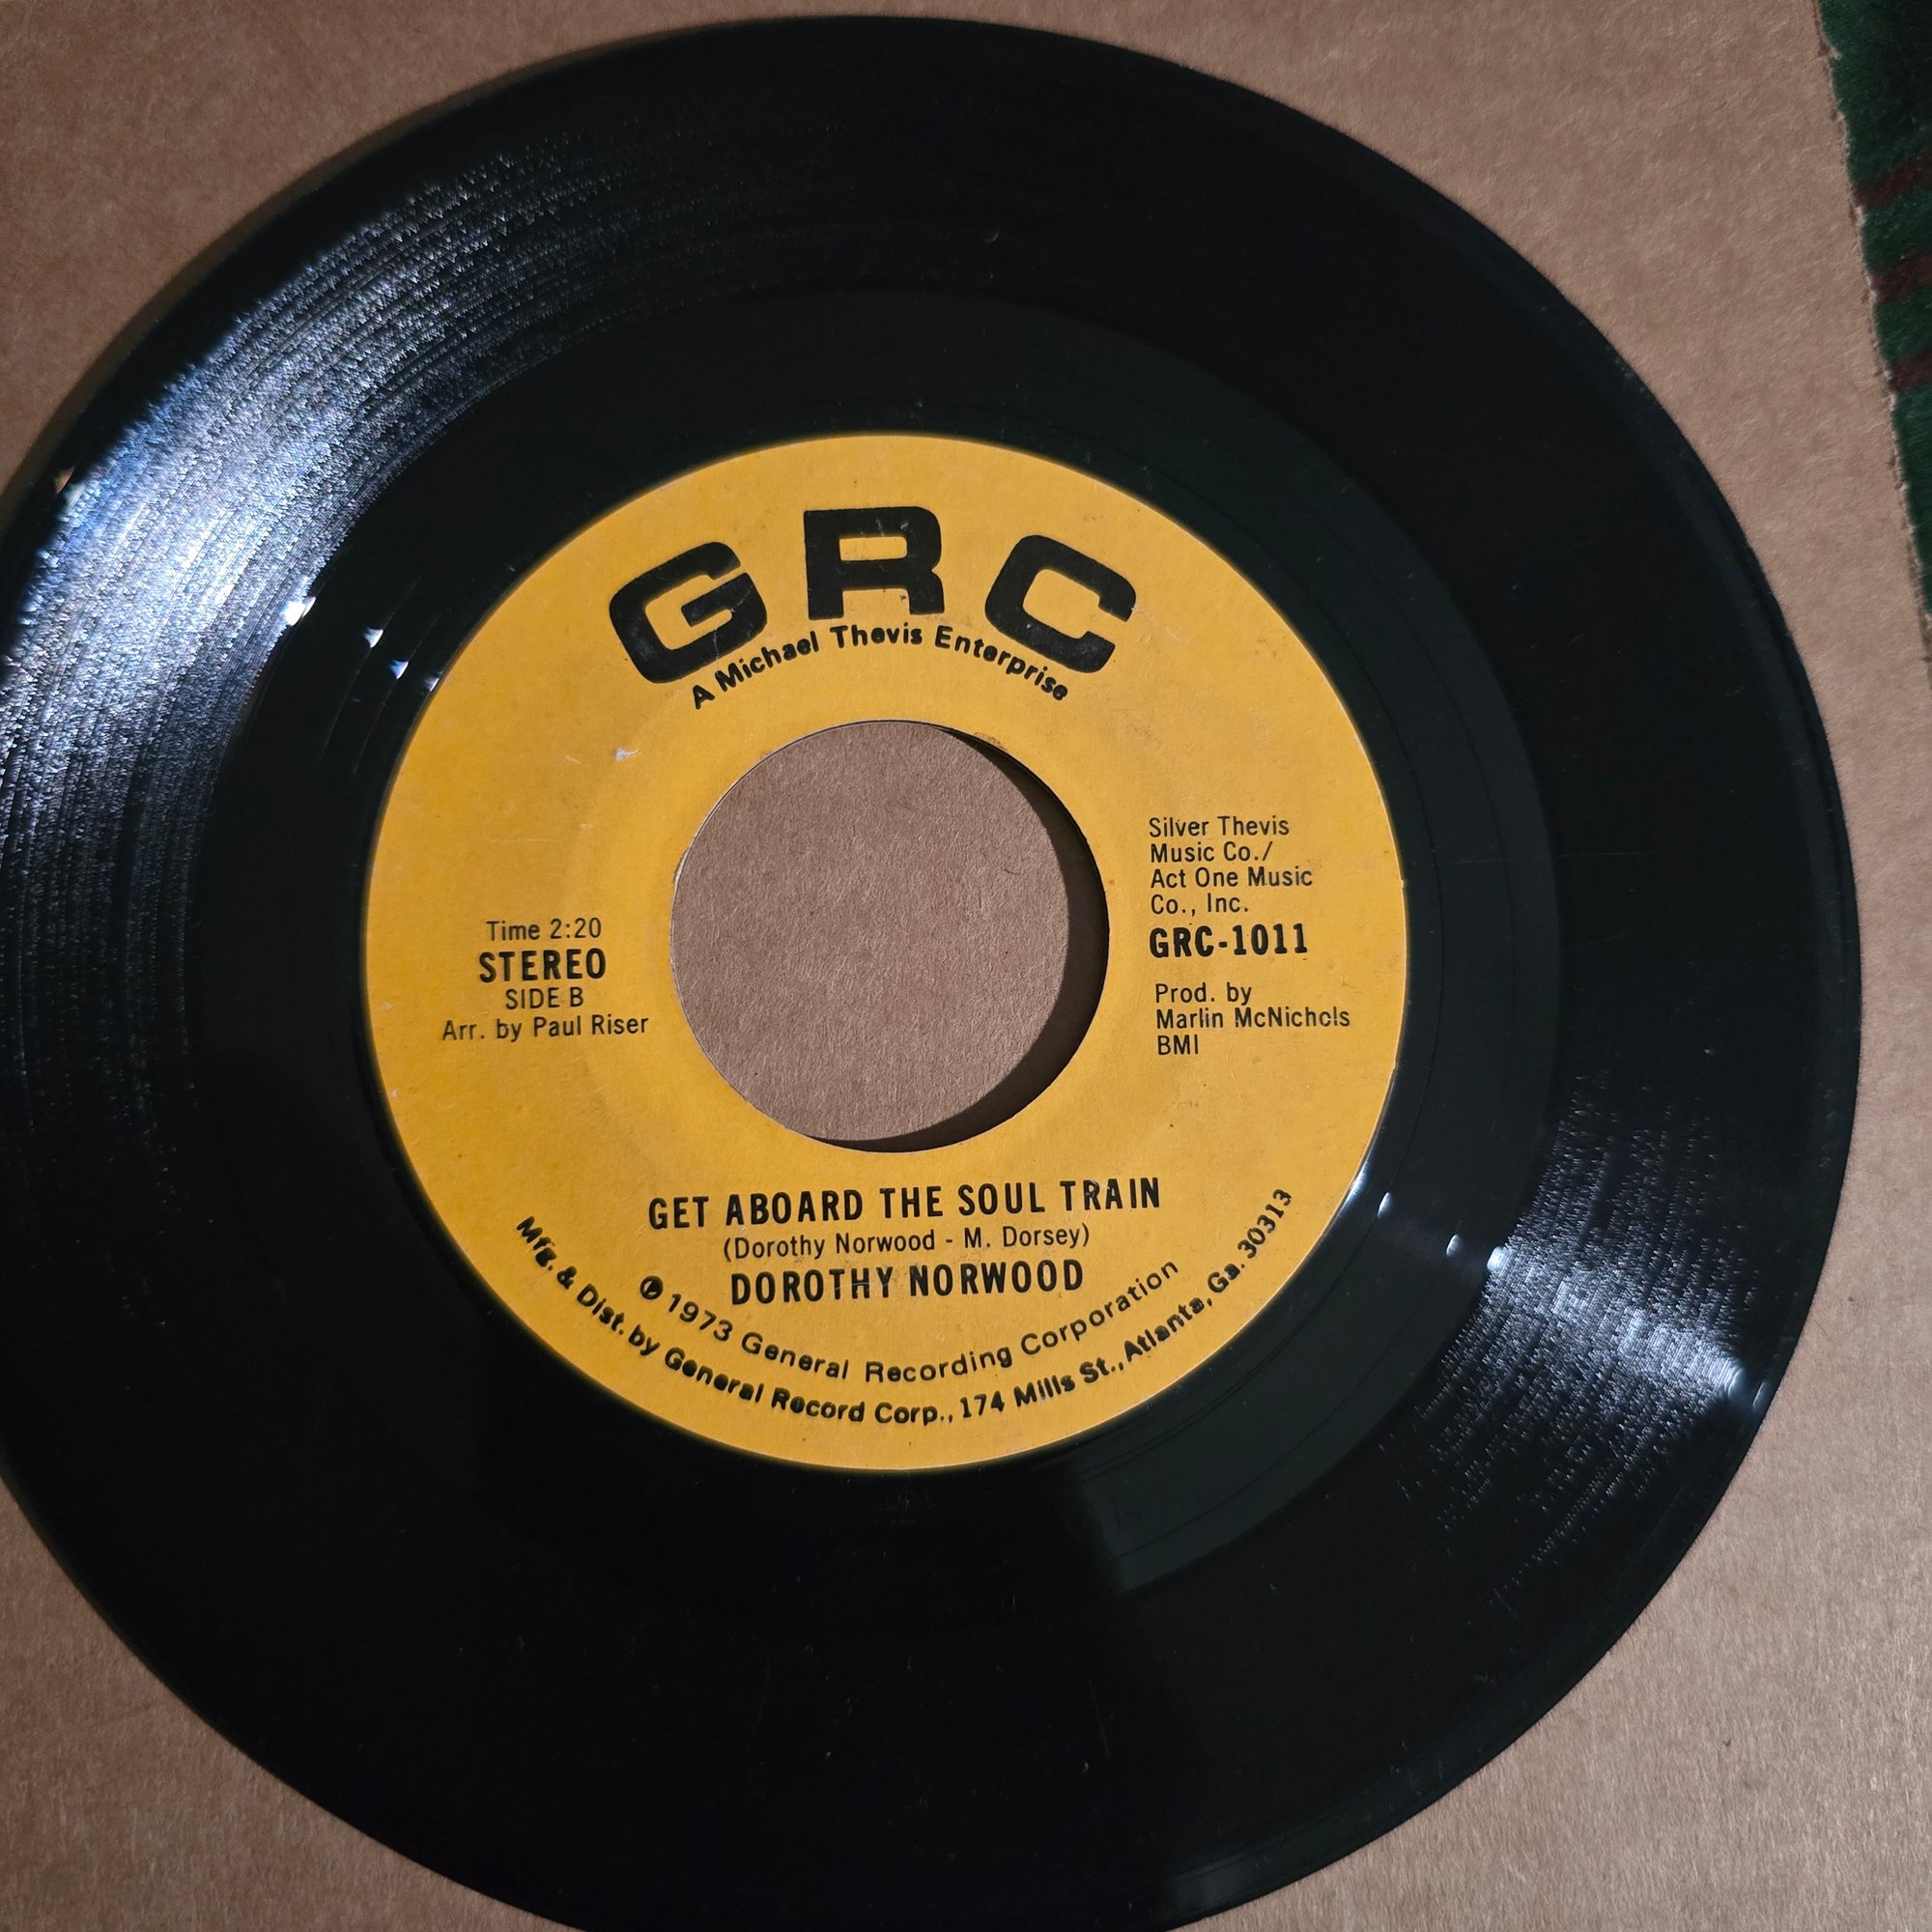 GRC
A Michael Thevis Enterprise
Time 2:20
STEREO
SIDE B
Arr. by Paul Riser
Silver Thevis
Music Co./
Act One Music
Co., Inc.
GRC-1011
Prod. by
Marlin McNichols
BMI
GET ABOARD THE SOUL TRAIN
(Dorothy Norwood - M. Dorsey)
DOROTHY NORWOOD
℗ 1973 General Recording Corporation
Mfg. & Dist. by General Record Corp., 174 Mills St., Atlanta, Ga. 30313